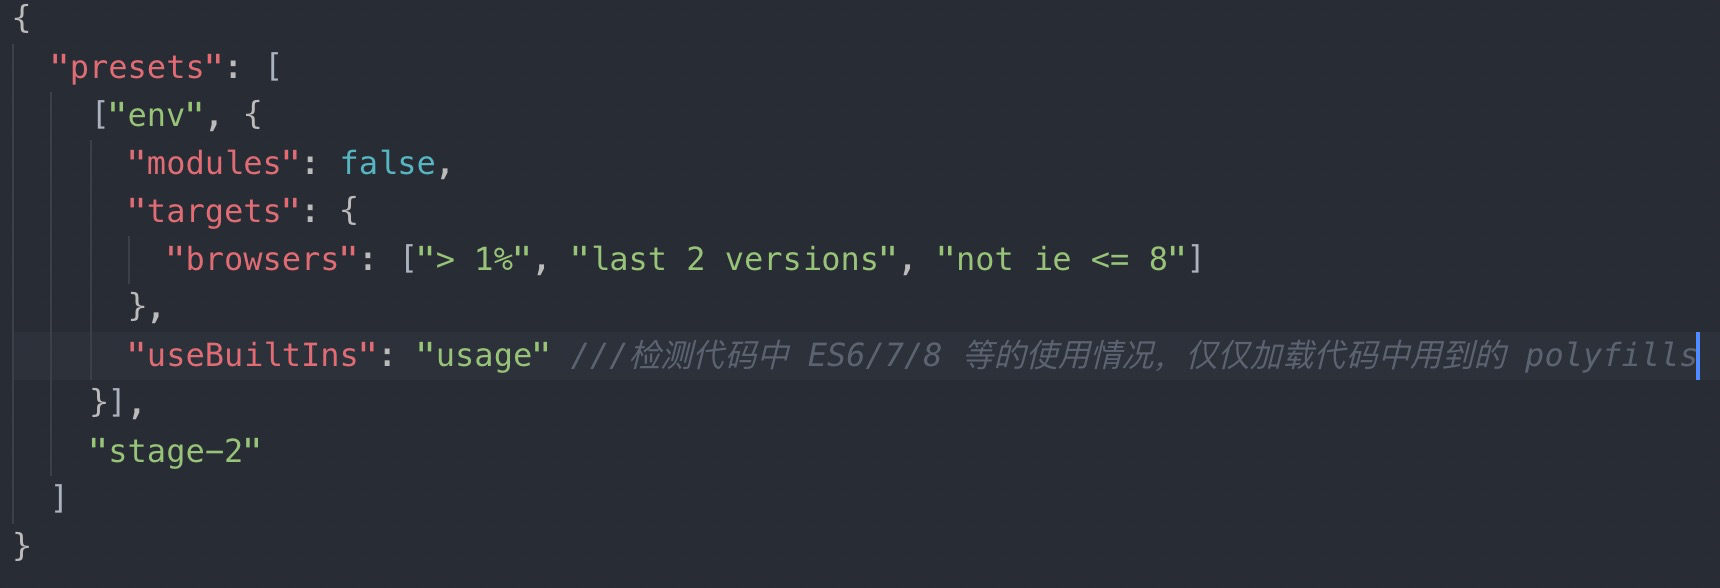 {
  "presets": [
    ["env", {
      "modules": false,
      "targets": {
        "browsers": ["> 1%", "last 2 versions", "not ie <= 8"]
      },
      "useBuiltIns": "usage" ///检测代码中 ES6/7/8 等的使用情况，仅仅加载代码中用到的 polyfills
    }],
    "stage-2"
  ]
}